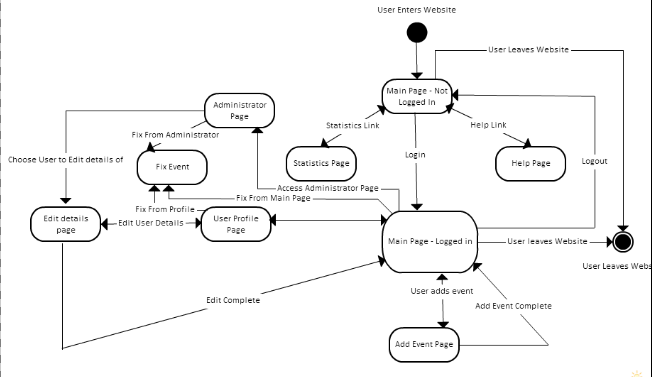 User Enters Website
User Leaves Website
Main Page - Not
Logged In
Administrator
Page
Statistics Link
Help Link
Fix From Administrator
Choose User to Edit details of
Fix Event
Statistics Page
Login
Help Page
Logout
Access Administrator Page
Fix From Main Page
Fix From Profile
Edit details
page
Edit User Details
User Profile
Page
Main Page - Logged in
User leaves Website
User Leaves Webs
User adds event
Edit Complete
Add Event Complete
Add Event Page